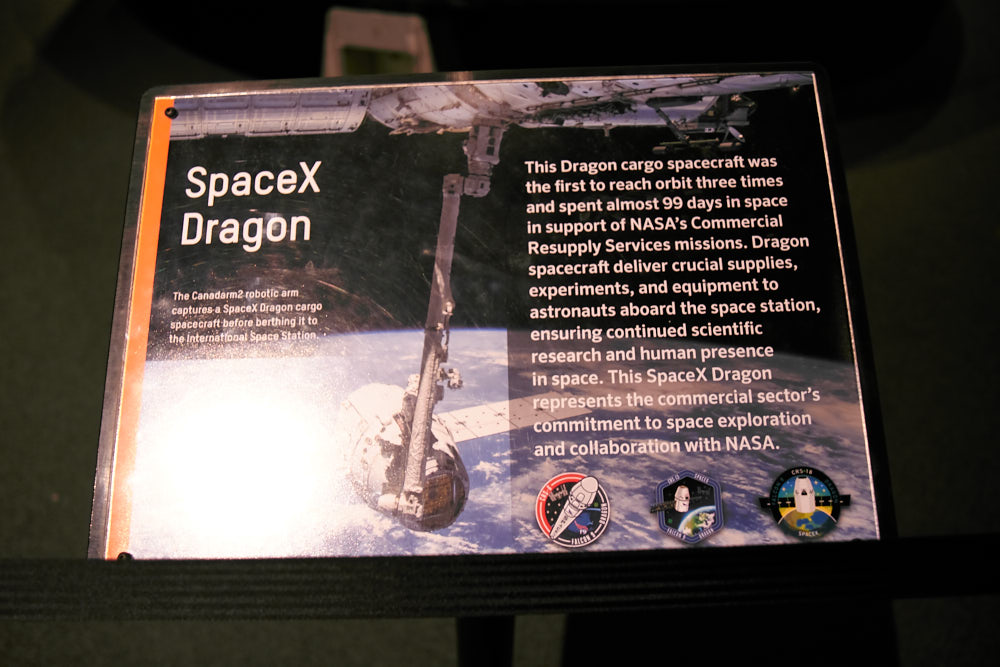 SpaceX
Dragon
The Canadarm2 robotic arm
captures a SpaceX Dragon cargo
spacecraft before berthing it to
the International Space Station.
This Dragon cargo spacecraft was
the first to reach orbit three times
and spent almost 99 days in space
in support of NASA's Commercial
Resupply Services missions. Dragon
spacecraft deliver crucial supplies,
experiments, and equipment to
astronauts aboard the space station,
ensuring continued scientific
research and human presence
in space. This SpaceX Dragon
represents the commercial sector's
commitment to space exploration
and collaboration with NASA.
DRAGON
FALCON 9
CRS-18
SPACEX